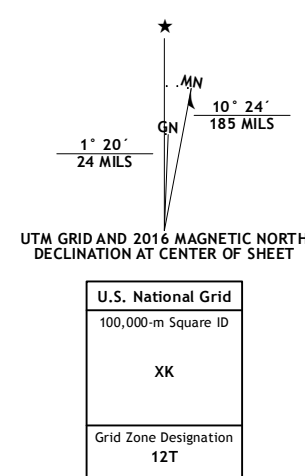 ★
MN
GN
10° 24´
185 MILS
1° 20´
24 MILS
UTM GRID AND 2016 MAGNETIC NORTH
DECLINATION AT CENTER OF SHEET
U.S. National Grid
100,000-m Square ID
XK
Grid Zone Designation
12T